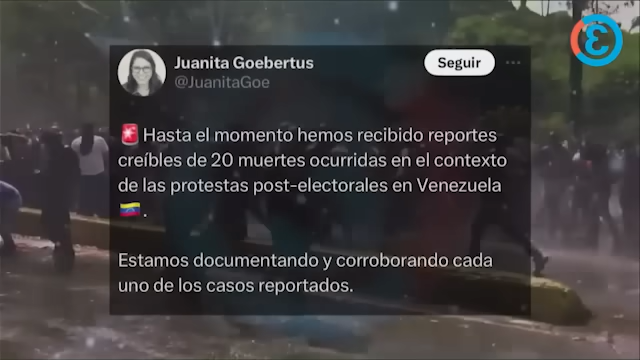 Juanita Goebertus
Seguir
@JuanitaGoe
🚨 Hasta el momento hemos recibido reportes
creíbles de 20 muertes ocurridas en el contexto
de las protestas post-electorales en Venezuela
🇻🇪.
Estamos documentando y corroborando cada
uno de los casos reportados.